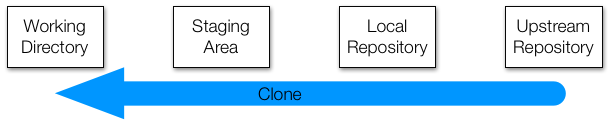 Working
Directory
Staging
Area
Local
Repository
Upstream
Repository
Clone